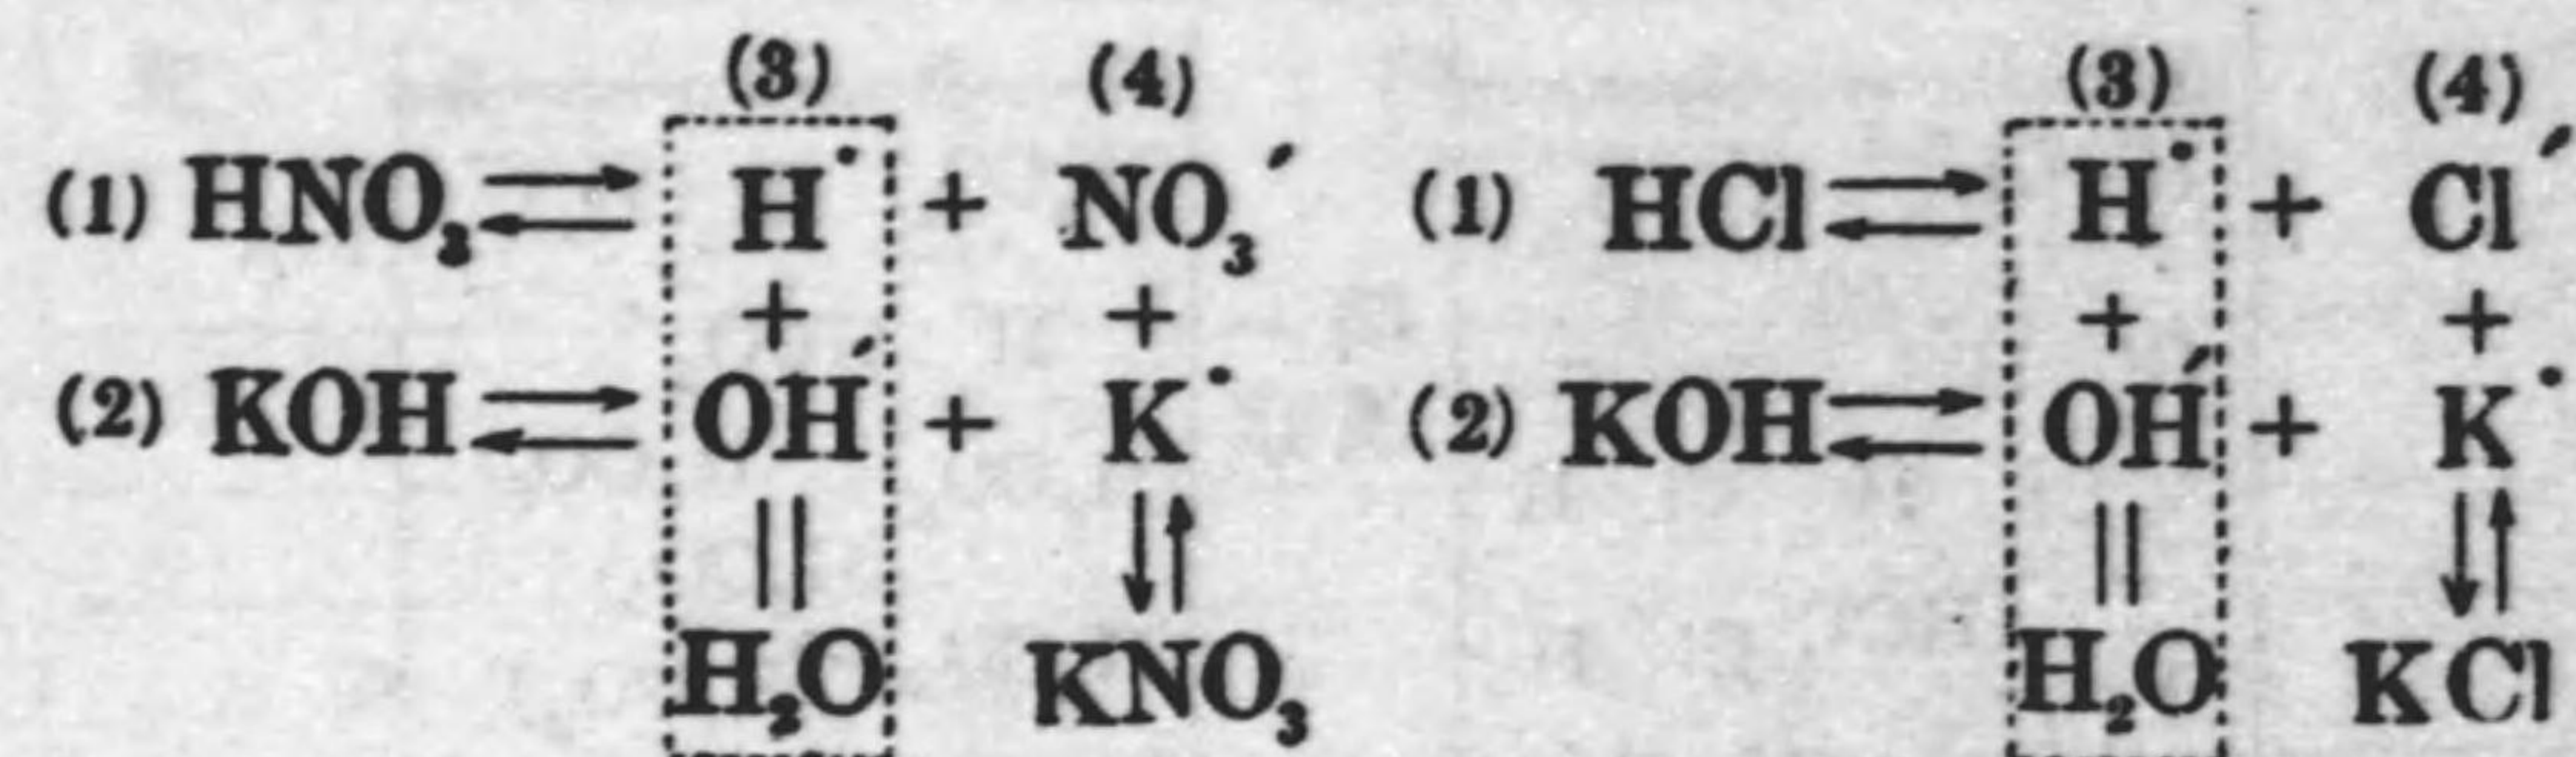 (3) (4) (3) (4)
(1) HNO₃ ⇌ H˙ + NO₃′ (1) HCl ⇌ H˙ + Cl′
+ + + +
(2) KOH ⇌ OH′ + K˙ (2) KOH ⇌ OH′ + K˙
|| ⇅ || ⇅
H₂O KNO₃ H₂O KCl